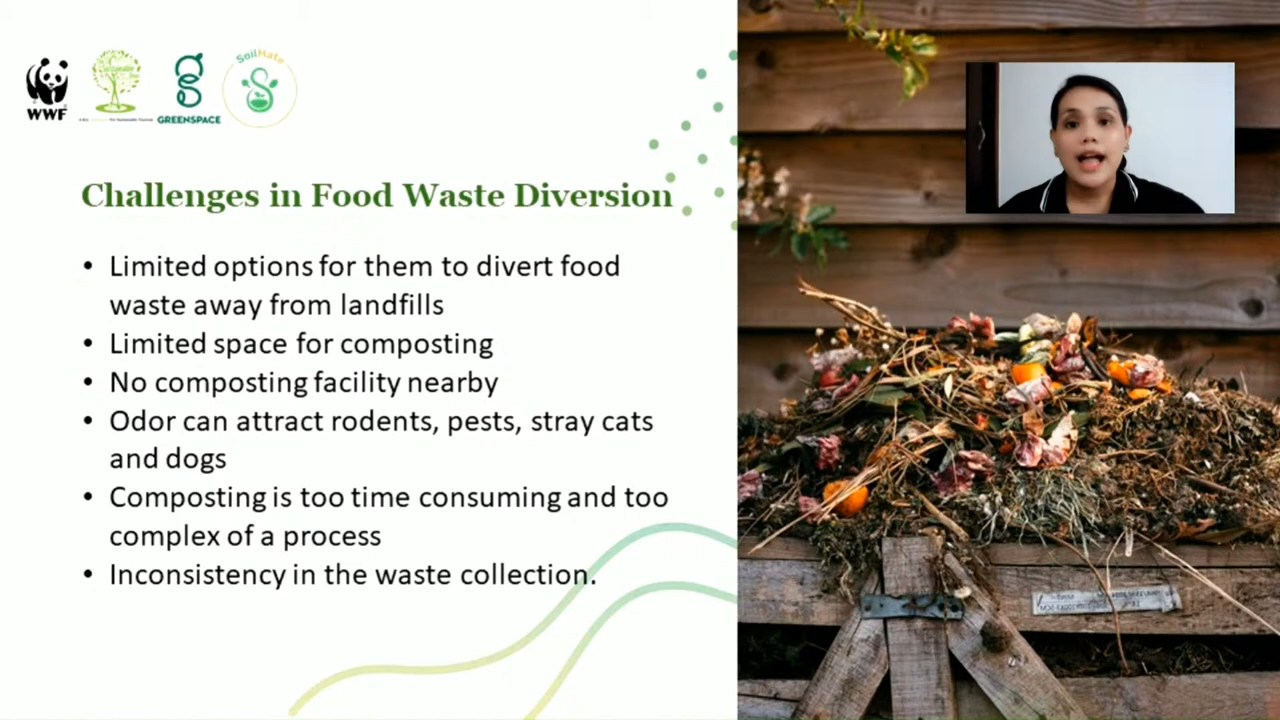 WWF
GREENSPACE
SoilMate
Challenges in Food Waste Diversion
• Limited options for them to divert food
waste away from landfills
• Limited space for composting
• No composting facility nearby
• Odor can attract rodents, pests, stray cats
and dogs
• Composting is too time consuming and too
complex of a process
• Inconsistency in the waste collection.